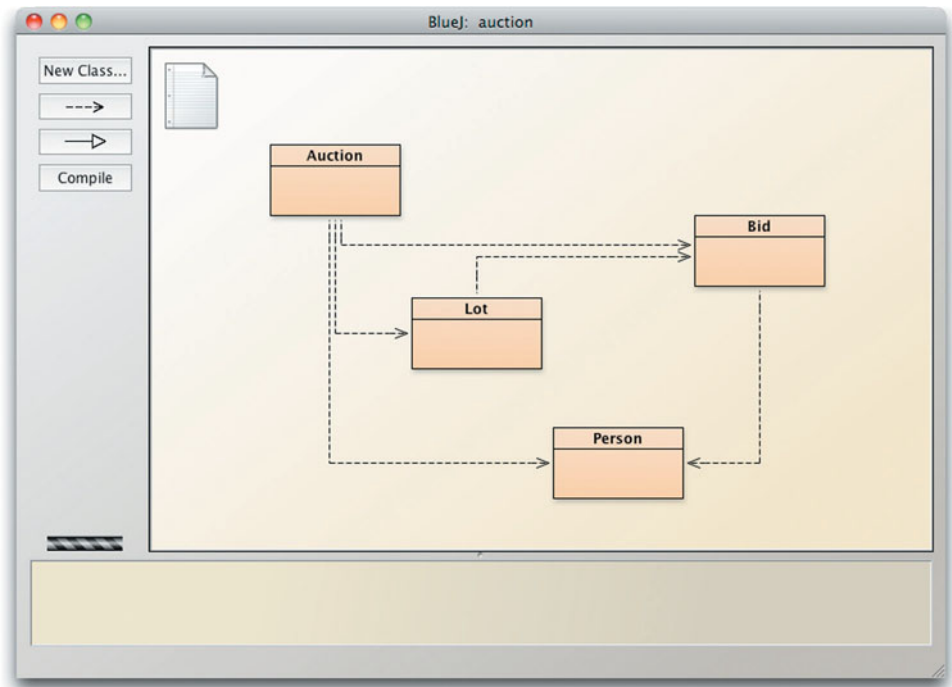 BlueJ: auction
New Class...
Compile
Auction
Bid
Lot
Person